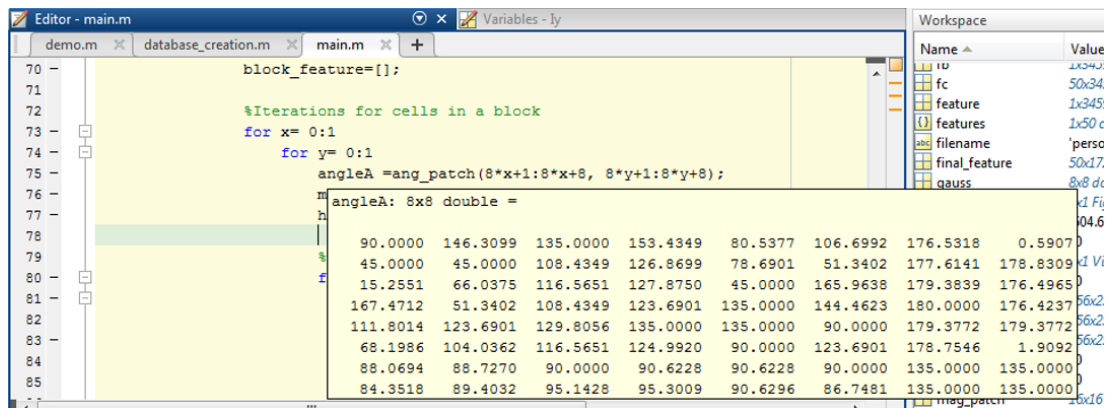 Editor - main.m
Variables - Iy
demo.m
database_creation.m
main.m
70 block_feature=[];
71
72 %Iterations for cells in a block
73 for x= 0:1
74 for y= 0:1
75 angleA =ang_patch(8*x+1:8*x+8, 8*y+1:8*y+8);
76 m
77 h
78
79 %
80 f
81
82
83
84
85
angleA: 8x8 double =
90.0000 146.3099 135.0000 153.4349 80.5377 106.6992 176.5318 0.5907
45.0000 45.0000 108.4349 126.8699 78.6901 51.3402 177.6141 178.8309
15.2551 66.0375 116.5651 127.8750 45.0000 165.9638 179.3839 176.4965
167.4712 51.3402 108.4349 123.6901 135.0000 144.4623 180.0000 176.4237
111.8014 123.6901 129.8056 135.0000 135.0000 90.0000 179.3772 179.3772
68.1986 104.0362 116.5651 124.9920 90.0000 123.6901 178.7546 1.9092
88.0694 88.7270 90.0000 90.6228 90.6228 90.0000 135.0000 135.0000
84.3518 89.4032 95.1428 95.3009 90.6296 86.7481 135.0000 135.0000
Workspace
Name Value
fc 50x34
feature 1x345
features 1x50 c
filename 'perso
final_feature 50x17
gauss 8x8 do
mag_patch 16x16